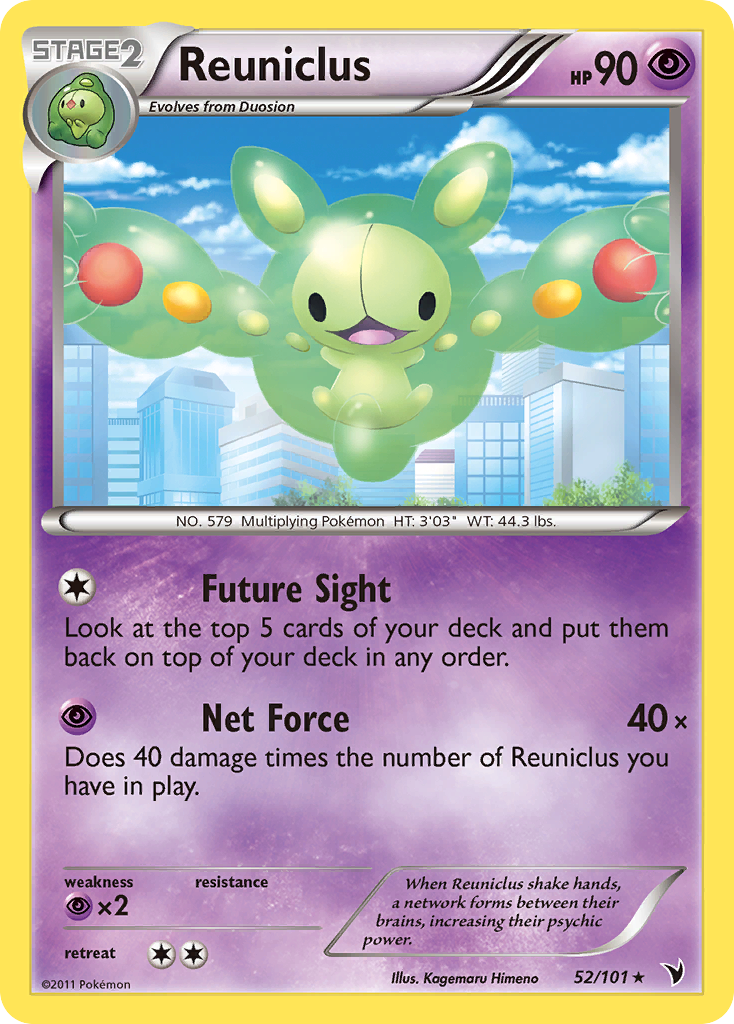 STAGE2
Reuniclus
HP 90
Evolves from Duosion
NO. 579 Multiplying Pokémon HT: 3'03" WT: 44.3 lbs.
Future Sight
Look at the top 5 cards of your deck and put them
back on top of your deck in any order.
Net Force 40×
Does 40 damage times the number of Reuniclus you
have in play.
weakness resistance
×2
retreat
When Reuniclus shake hands,
a network forms between their
brains, increasing their psychic
power.
©2011 Pokémon
Illus. Kagemaru Himeno 52/101 ★